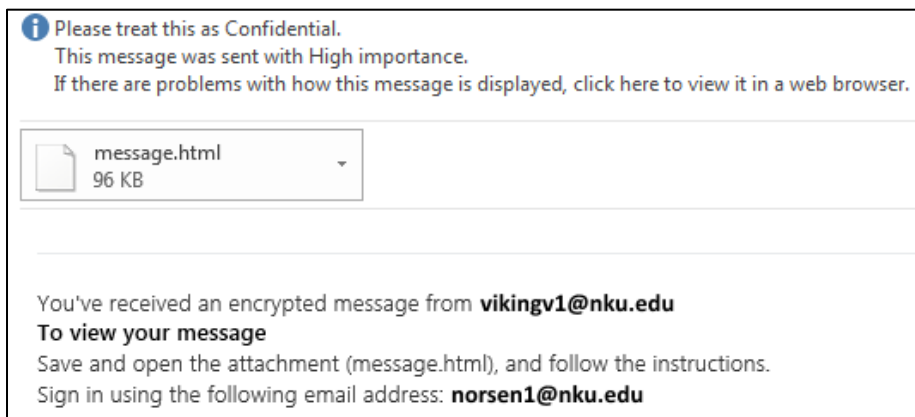 Please treat this as Confidential.
This message was sent with High importance.
If there are problems with how this message is displayed, click here to view it in a web browser.
message.html
96 KB
You've received an encrypted message from vikingv1@nku.edu
To view your message
Save and open the attachment (message.html), and follow the instructions.
Sign in using the following email address: norsen1@nku.edu